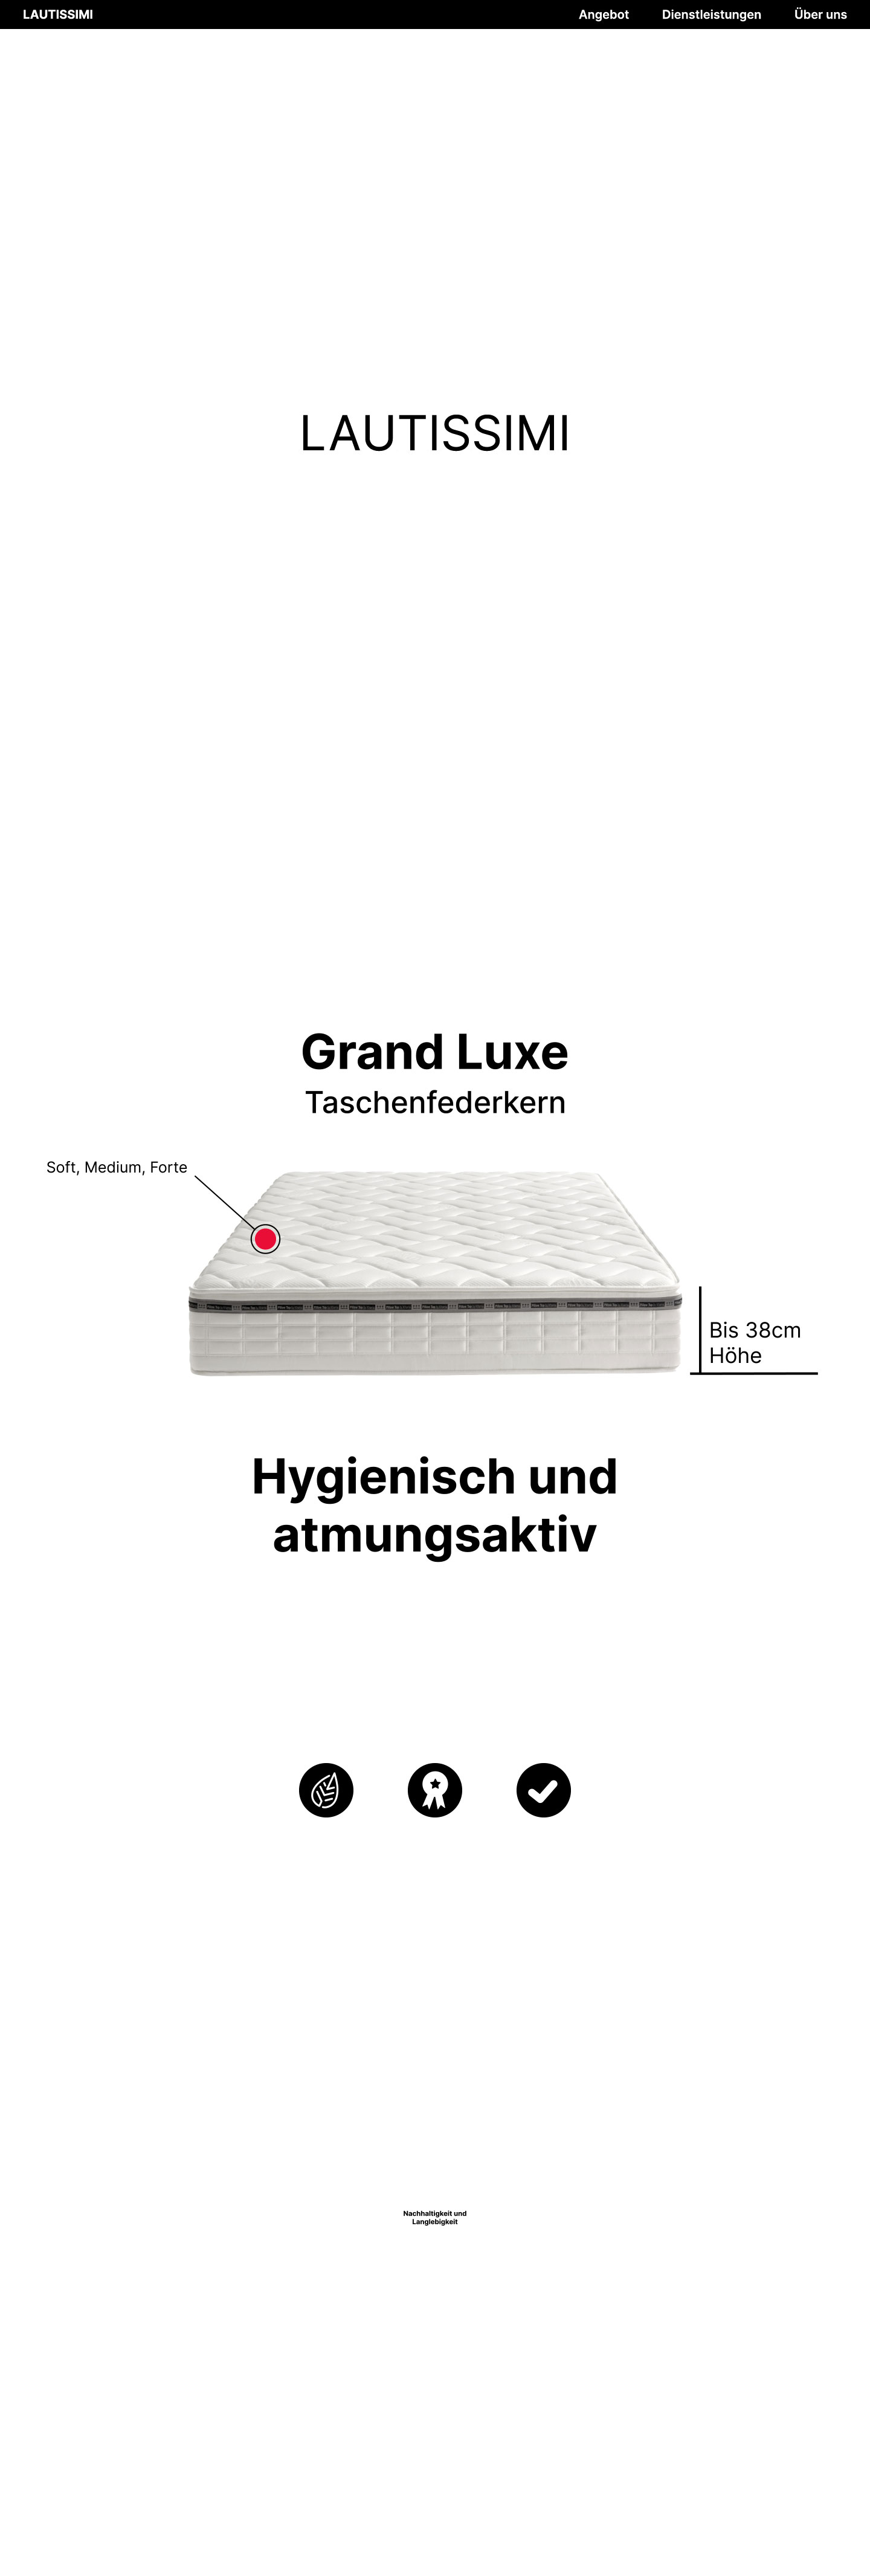 LAUTISSIMI
Angebot
Dienstleistungen
Über uns
LAUTISSIMI
Grand Luxe
Taschenfederkern
Soft, Medium, Forte
Bis 38cm
Höhe
Hygienisch und
atmungsaktiv
Nachhaltigkeit und
Langlebigkeit